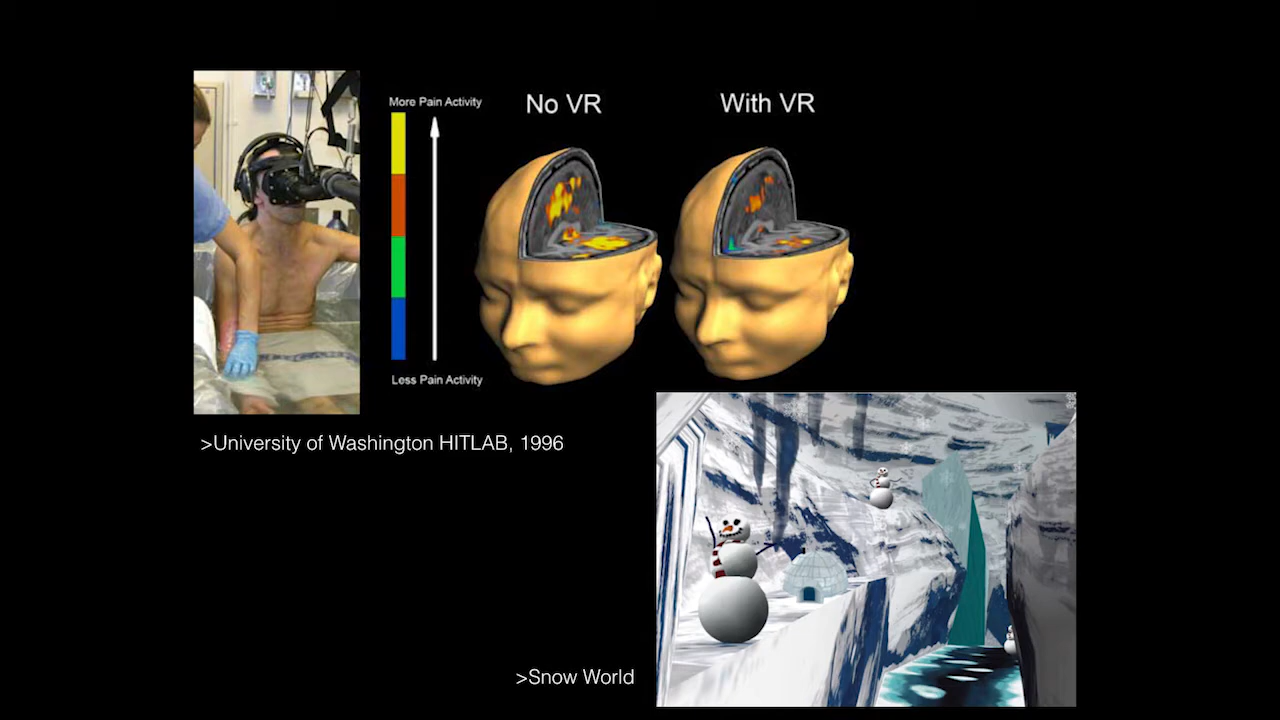 More Pain Activity
No VR
With VR
Less Pain Activity
>University of Washington HITLAB, 1996
>Snow World